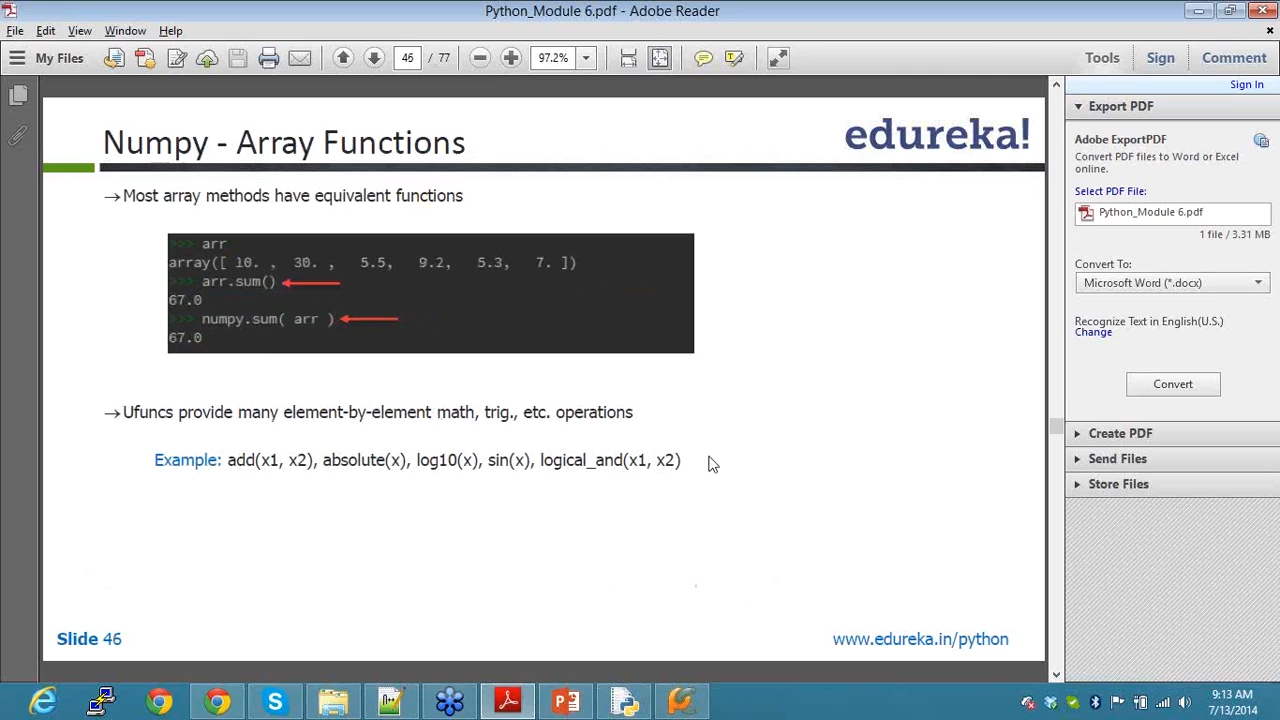 Python_Module 6.pdf - Adobe Reader
File Edit View Window Help
My Files 46 / 77 97.2% Tools Sign Comment
Sign In
Export PDF
Adobe ExportPDF
Convert PDF files to Word or Excel
online.
Select PDF File:
Python_Module 6.pdf
1 file / 3.31 MB
Convert To:
Microsoft Word (*.docx)
Recognize Text in English(U.S.)
Change
Convert
Create PDF
Send Files
Store Files
Numpy - Array Functions
edureka!
→Most array methods have equivalent functions
>>> arr
array([ 10. , 30. , 5.5, 9.2, 5.3, 7. ])
>>> arr.sum()
67.0
>>> numpy.sum( arr )
67.0
→Ufuncs provide many element-by-element math, trig., etc. operations
Example: add(x1, x2), absolute(x), log10(x), sin(x), logical_and(x1, x2)
Slide 46
www.edureka.in/python
9:13 AM
7/13/2014